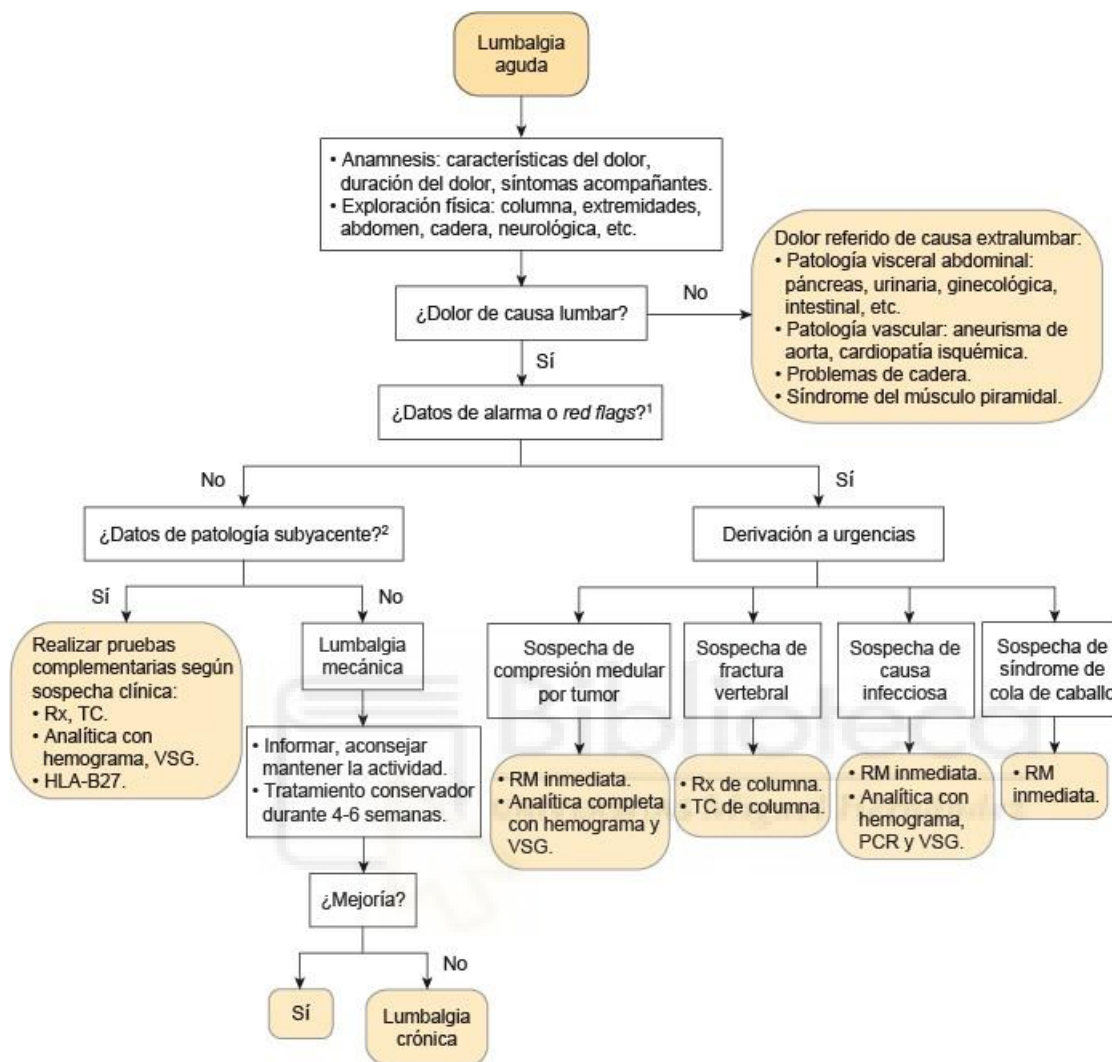 Lumbalgia
aguda
• Anamnesis: características del dolor,
duración del dolor, síntomas acompañantes.
• Exploración física: columna, extremidades,
abdomen, cadera, neurológica, etc.
Dolor referido de causa extralumbar:
• Patología visceral abdominal:
páncreas, urinaria, ginecológica,
intestinal, etc.
• Patología vascular: aneurisma de
aorta, cardiopatía isquémica.
• Problemas de cadera.
• Síndrome del músculo piramidal.
¿Dolor de causa lumbar?
No
Sí
¿Datos de alarma o red flags?¹
No
Sí
¿Datos de patología subyacente?²
Derivación a urgencias
Sí
No
Realizar pruebas
complementarias según
sospecha clínica:
• Rx, TC.
• Analítica con
hemograma, VSG.
• HLA-B27.
Lumbalgia
mecánica
• Informar, aconsejar
mantener la actividad.
• Tratamiento conservador
durante 4-6 semanas.
Sospecha de
compresión medular
por tumor
Sospecha de
fractura
vertebral
Sospecha de
causa
infecciosa
Sospecha de
síndrome de
cola de caballo
• RM inmediata.
• Analítica completa
con hemograma y
VSG.
• Rx de columna.
• TC de columna.
• RM inmediata.
• Analítica con
hemograma,
PCR y VSG.
• RM
inmediata.
Biblioteca
¿Mejoría?
No
Sí
Lumbalgia
crónica